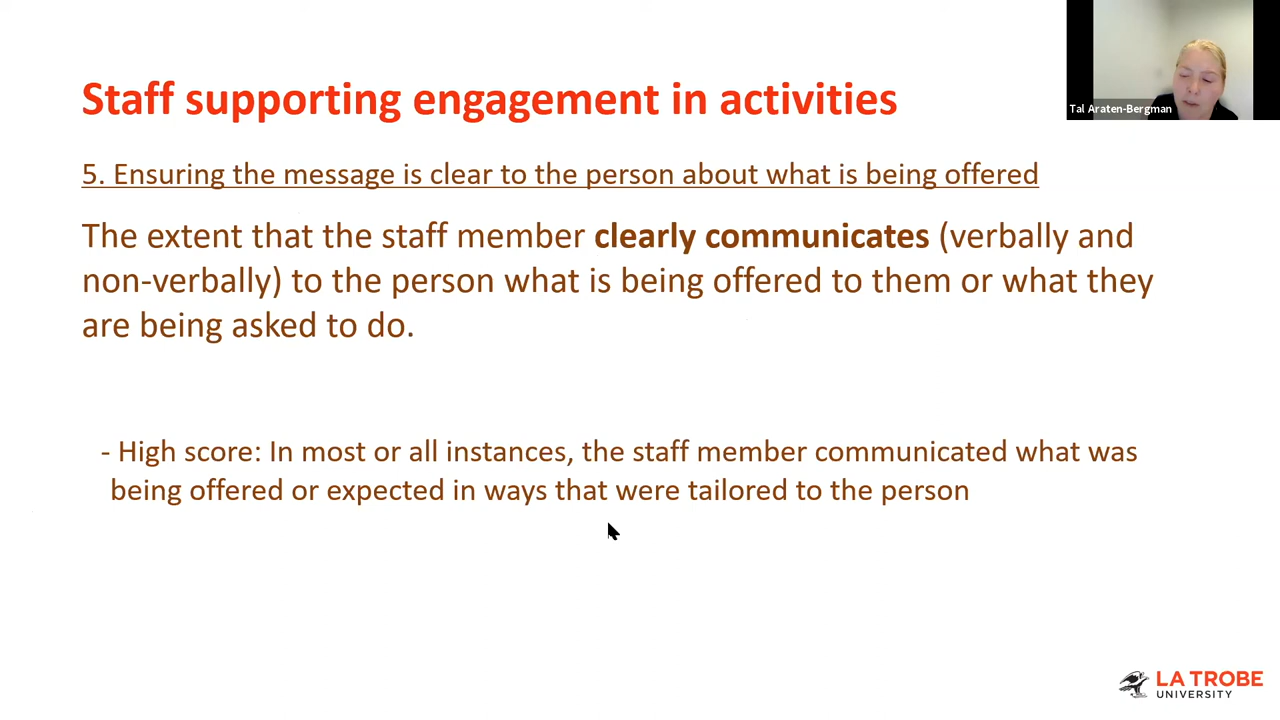 Staff supporting engagement in activities
Tal Araten-Bergman
5. Ensuring the message is clear to the person about what is being offered
The extent that the staff member clearly communicates (verbally and
non-verbally) to the person what is being offered to them or what they
are being asked to do.
- High score: In most or all instances, the staff member communicated what was
being offered or expected in ways that were tailored to the person
LA TROBE
UNIVERSITY